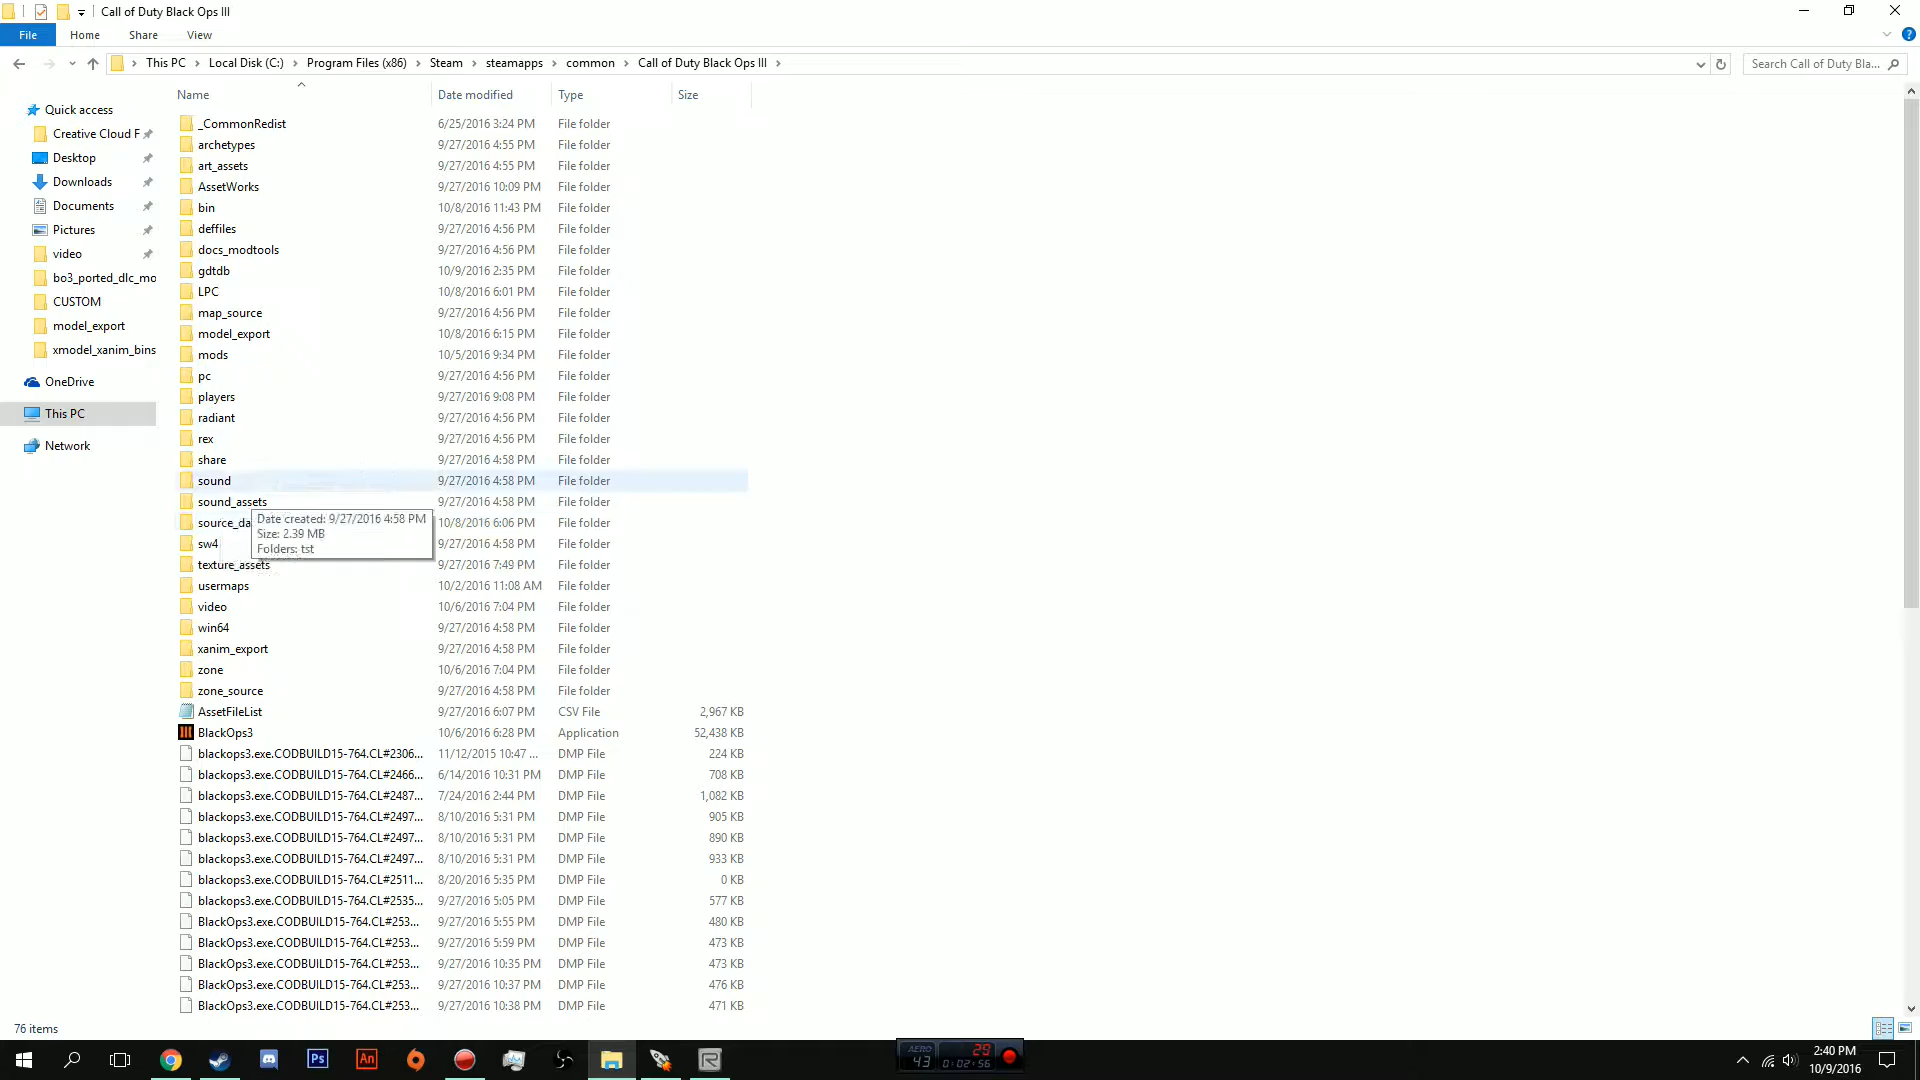 Call of Duty Black Ops III
File Home Share View
This PC Local Disk (C:) Program Files (x86) Steam steamapps common Call of Duty Black Ops III Search Call of Duty Bla...
Name Date modified Type Size
Quick access
Creative Cloud F
Desktop
Downloads
Documents
Pictures
video
bo3_ported_dlc_mo
CUSTOM
model_export
xmodel_xanim_bins
OneDrive
This PC
Network
_CommonRedist 6/25/2016 3:24 PM File folder
archetypes 9/27/2016 4:55 PM File folder
art_assets 9/27/2016 4:55 PM File folder
AssetWorks 9/27/2016 10:09 PM File folder
bin 10/8/2016 11:43 PM File folder
deffiles 9/27/2016 4:56 PM File folder
docs_modtools 9/27/2016 4:56 PM File folder
gdtdb 10/9/2016 2:35 PM File folder
LPC 10/8/2016 6:01 PM File folder
map_source 9/27/2016 4:56 PM File folder
model_export 10/8/2016 6:15 PM File folder
mods 10/5/2016 9:34 PM File folder
pc 9/27/2016 4:56 PM File folder
players 9/27/2016 9:08 PM File folder
radiant 9/27/2016 4:56 PM File folder
rex 9/27/2016 4:56 PM File folder
share 9/27/2016 4:58 PM File folder
sound 9/27/2016 4:58 PM File folder
sound_assets 9/27/2016 4:58 PM File folder
source_da 10/8/2016 6:06 PM File folder
sw4 9/27/2016 4:58 PM File folder
Date created: 9/27/2016 4:58 PM
Size: 2.39 MB
Folders: tst
texture_assets 9/27/2016 7:49 PM File folder
usermaps 10/2/2016 11:08 AM File folder
video 10/6/2016 7:04 PM File folder
win64 9/27/2016 4:58 PM File folder
xanim_export 9/27/2016 4:58 PM File folder
zone 10/6/2016 7:04 PM File folder
zone_source 9/27/2016 4:58 PM File folder
AssetFileList 9/27/2016 6:07 PM CSV File 2,967 KB
BlackOps3 10/6/2016 6:28 PM Application 52,438 KB
blackops3.exe.CODBUILD15-764.CL#2306... 11/12/2015 10:47 ... DMP File 224 KB
blackops3.exe.CODBUILD15-764.CL#2466... 6/14/2016 10:31 PM DMP File 708 KB
blackops3.exe.CODBUILD15-764.CL#2487... 7/24/2016 2:44 PM DMP File 1,082 KB
blackops3.exe.CODBUILD15-764.CL#2497... 8/10/2016 5:31 PM DMP File 905 KB
blackops3.exe.CODBUILD15-764.CL#2497... 8/10/2016 5:31 PM DMP File 890 KB
blackops3.exe.CODBUILD15-764.CL#2497... 8/10/2016 5:31 PM DMP File 933 KB
blackops3.exe.CODBUILD15-764.CL#2511... 8/20/2016 5:35 PM DMP File 0 KB
blackops3.exe.CODBUILD15-764.CL#2535... 9/27/2016 5:05 PM DMP File 577 KB
BlackOps3.exe.CODBUILD15-764.CL#253... 9/27/2016 5:55 PM DMP File 480 KB
BlackOps3.exe.CODBUILD15-764.CL#253... 9/27/2016 5:59 PM DMP File 473 KB
BlackOps3.exe.CODBUILD15-764.CL#253... 9/27/2016 10:35 PM DMP File 473 KB
BlackOps3.exe.CODBUILD15-764.CL#253... 9/27/2016 10:37 PM DMP File 476 KB
BlackOps3.exe.CODBUILD15-764.CL#253... 9/27/2016 10:38 PM DMP File 471 KB
76 items
Ps An AERO 43 29 0:02:56 2:40 PM
10/9/2016